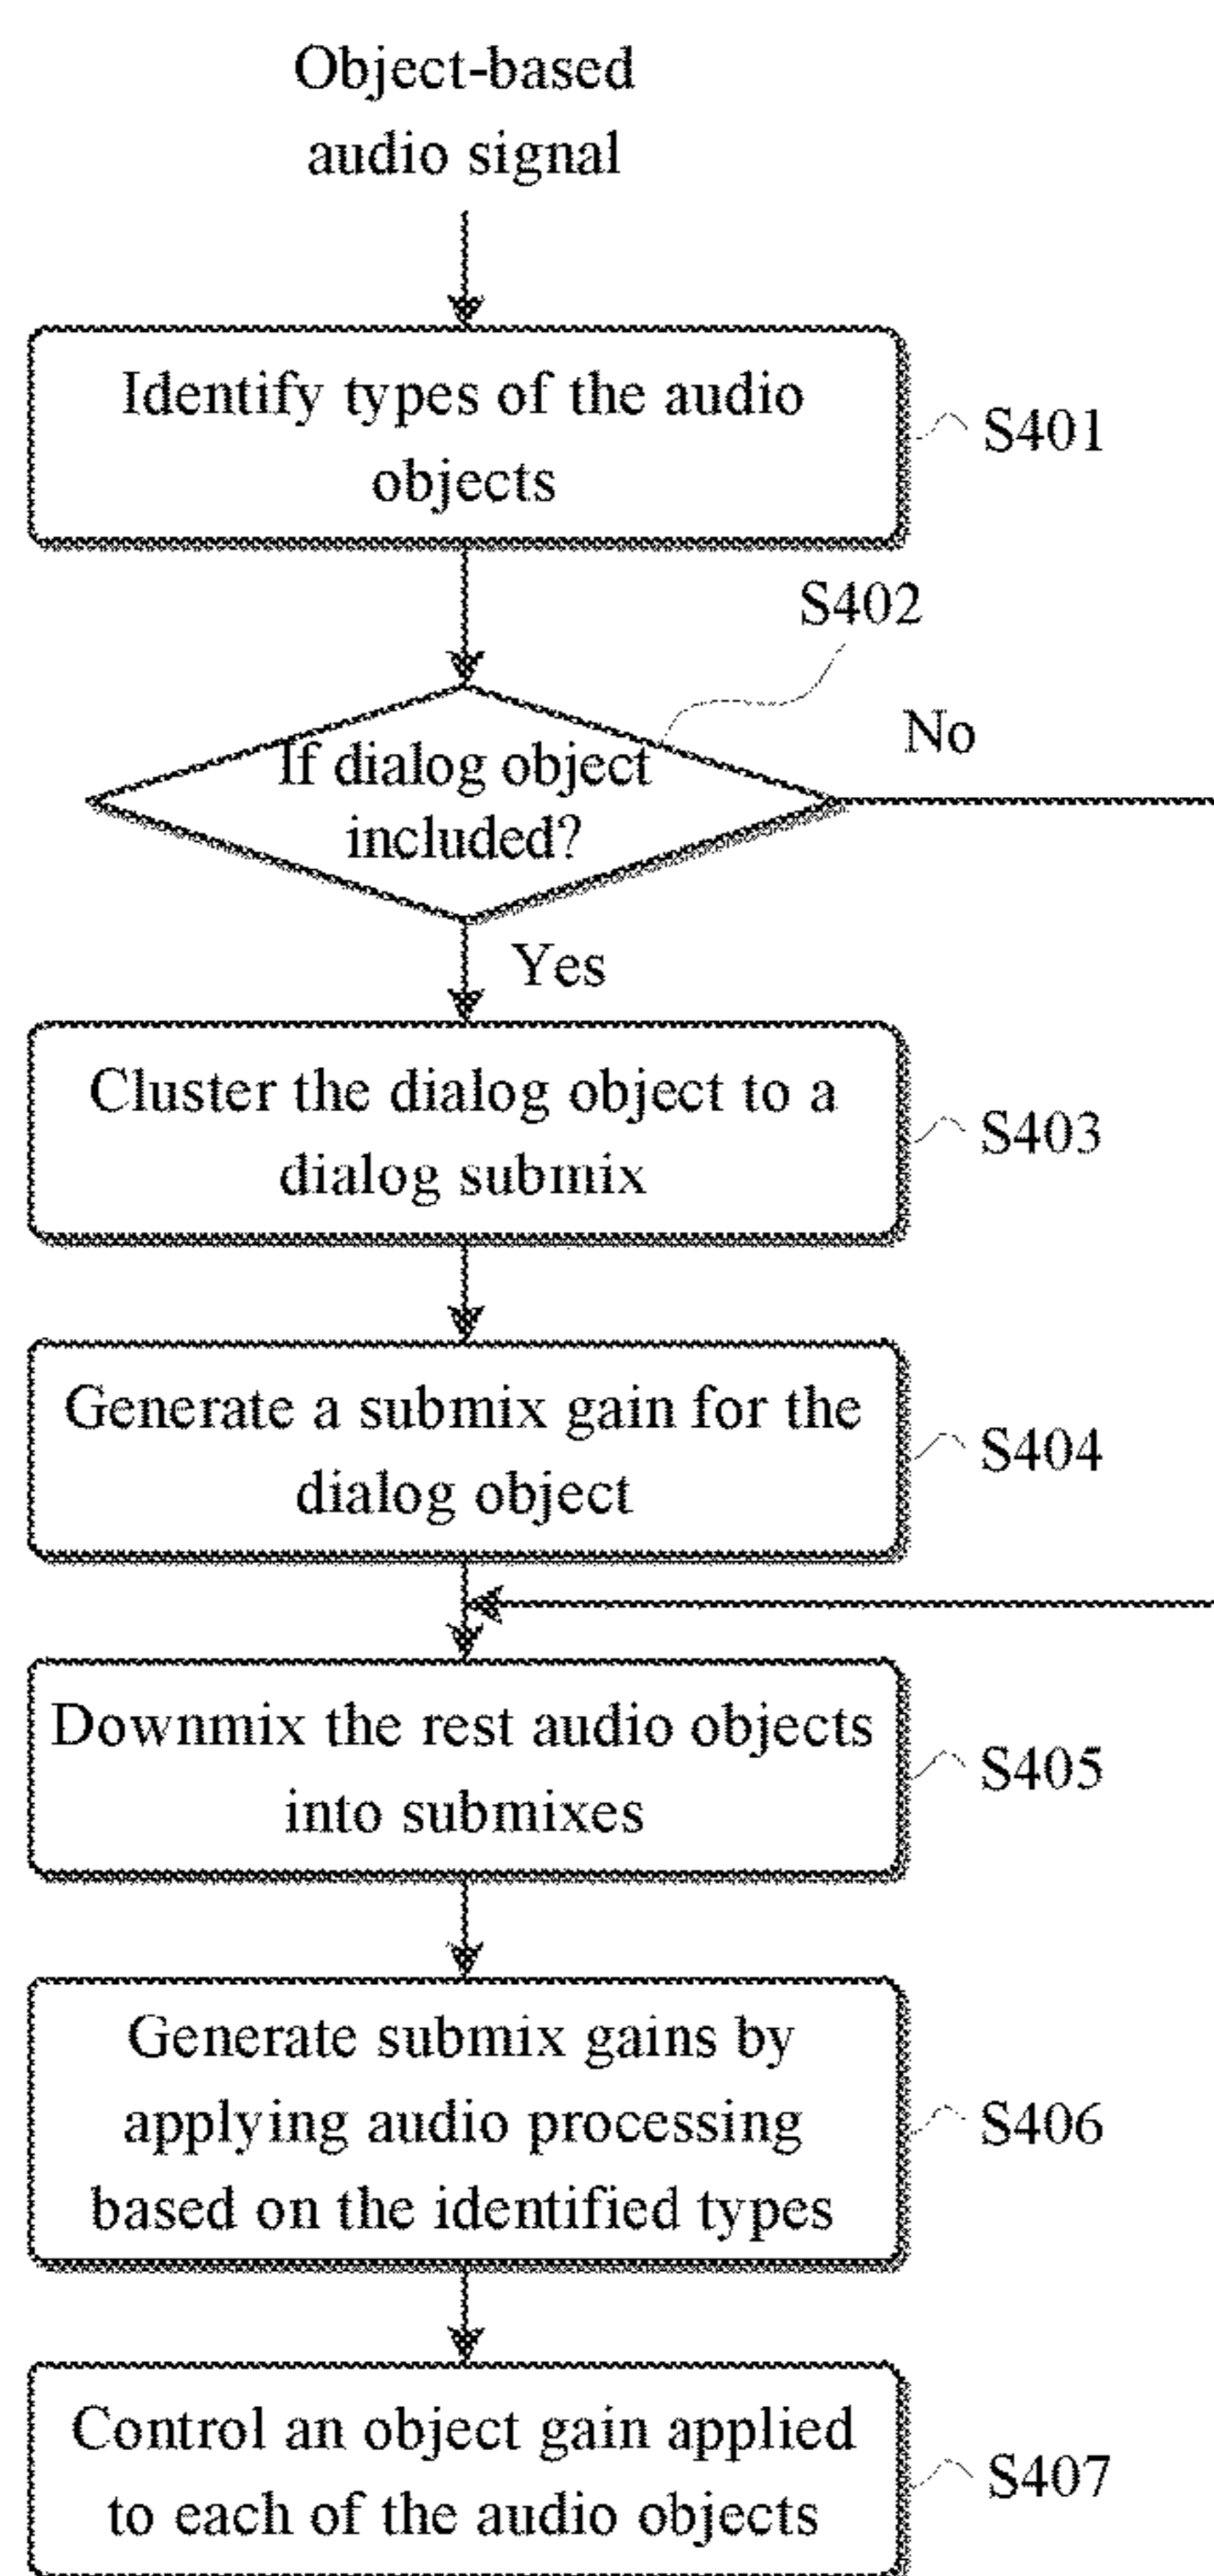 Object-based
audio signal
Identify types of the audio
objects
S401
S402
If dialog object
included?
No
Yes
Cluster the dialog object to a
dialog submix
S403
Generate a submix gain for the
dialog object
S404
Downmix the rest audio objects
into submixes
S405
Generate submix gains by
applying audio processing
based on the identified types
S406
Control an object gain applied
to each of the audio objects
S407